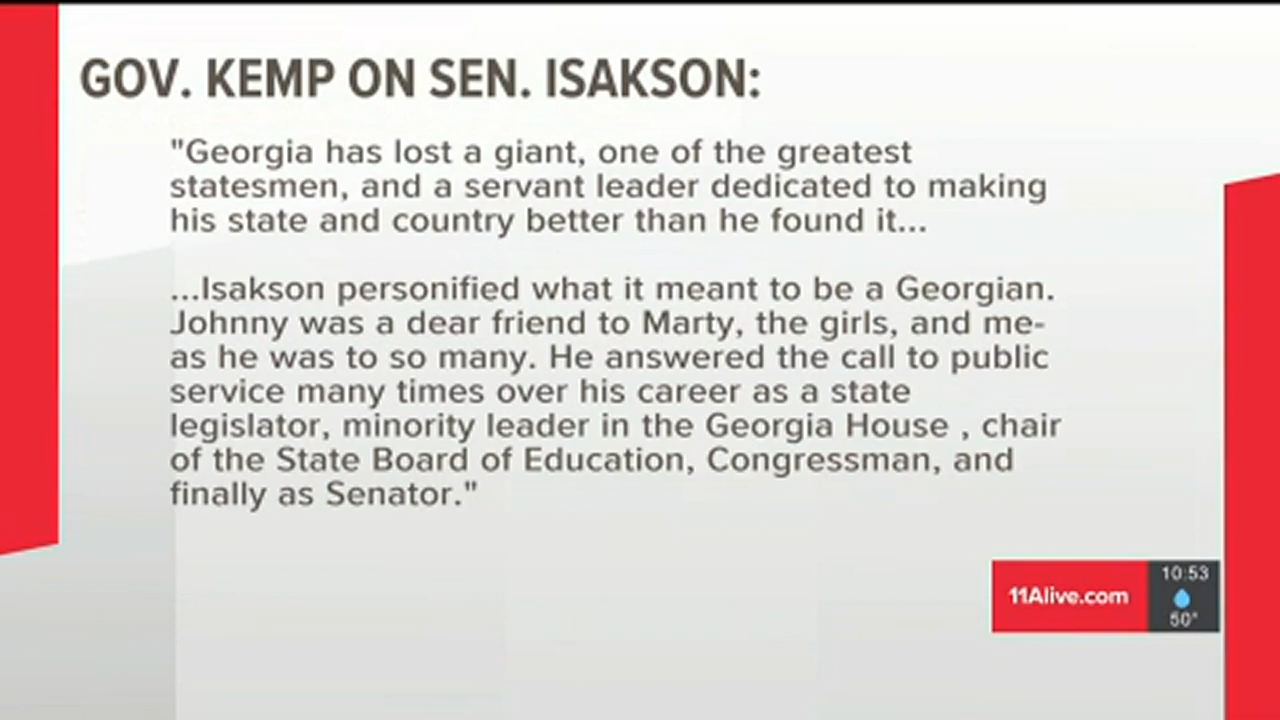 GOV. KEMP ON SEN. ISAKSON:
"Georgia has lost a giant, one of the greatest
statesmen, and a servant leader dedicated to making
his state and country better than he found it...
...Isakson personified what it meant to be a Georgian.
Johnny was a dear friend to Marty, the girls, and me-
as he was to so many. He answered the call to public
service many times over his career as a state
legislator, minority leader in the Georgia House , chair
of the State Board of Education, Congressman, and
finally as Senator."
11Alive.com
10:53
50°